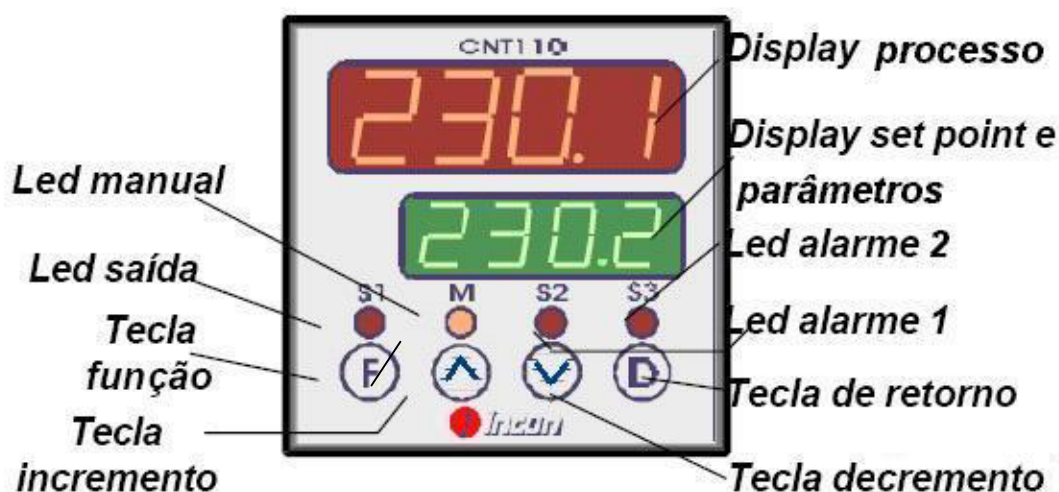 CNT110
230.1
230.2
S1 M S2 S3
F D
incon
Led manual
Led saída
Tecla
função
Tecla
incremento
Display processo
Display set point e
parâmetros
Led alarme 2
Led alarme 1
Tecla de retorno
Tecla decremento